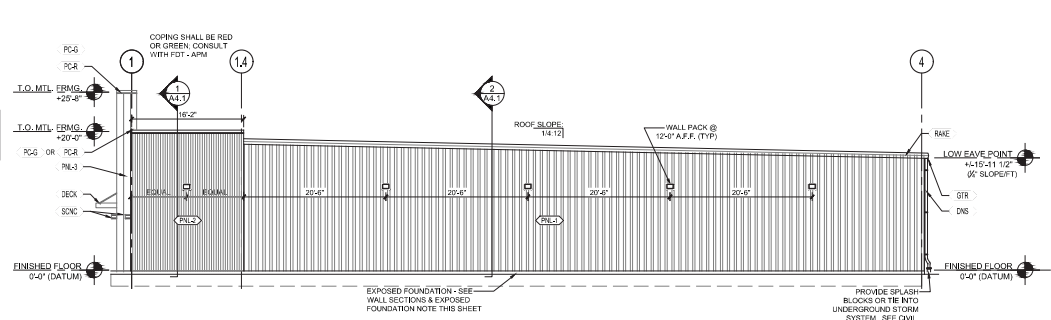 COPING SHALL BE RED
OR GREEN; CONSULT
WITH FDT - APM
PC-G
PC-R
1
1.4
4
T.O. MTL. FRMG.
+25'-8"
1
A4.1
2
A4.1
16'-2"
T.O. MTL. FRMG.
+20'-0"
ROOF SLOPE:
1/4:12
WALL PACK @
12'-0" A.F.F. (TYP)
RAKE
PC-G OR PC-R
LOW EAVE POINT
+/-15'-11 1/2"
(¼" SLOPE/FT)
PNL-3
DECK
EQUAL EQUAL
20'-6" 20'-6" 20'-6" 20'-6"
GTR
SCNC
DNS
PNL-2
PNL-1
FINISHED FLOOR
0'-0" (DATUM)
FINISHED FLOOR
0'-0" (DATUM)
EXPOSED FOUNDATION - SEE
WALL SECTIONS & EXPOSED
FOUNDATION NOTE THIS SHEET
PROVIDE SPLASH
BLOCKS OR TIE INTO
UNDERGROUND STORM
SYSTEM. SEE CIVIL